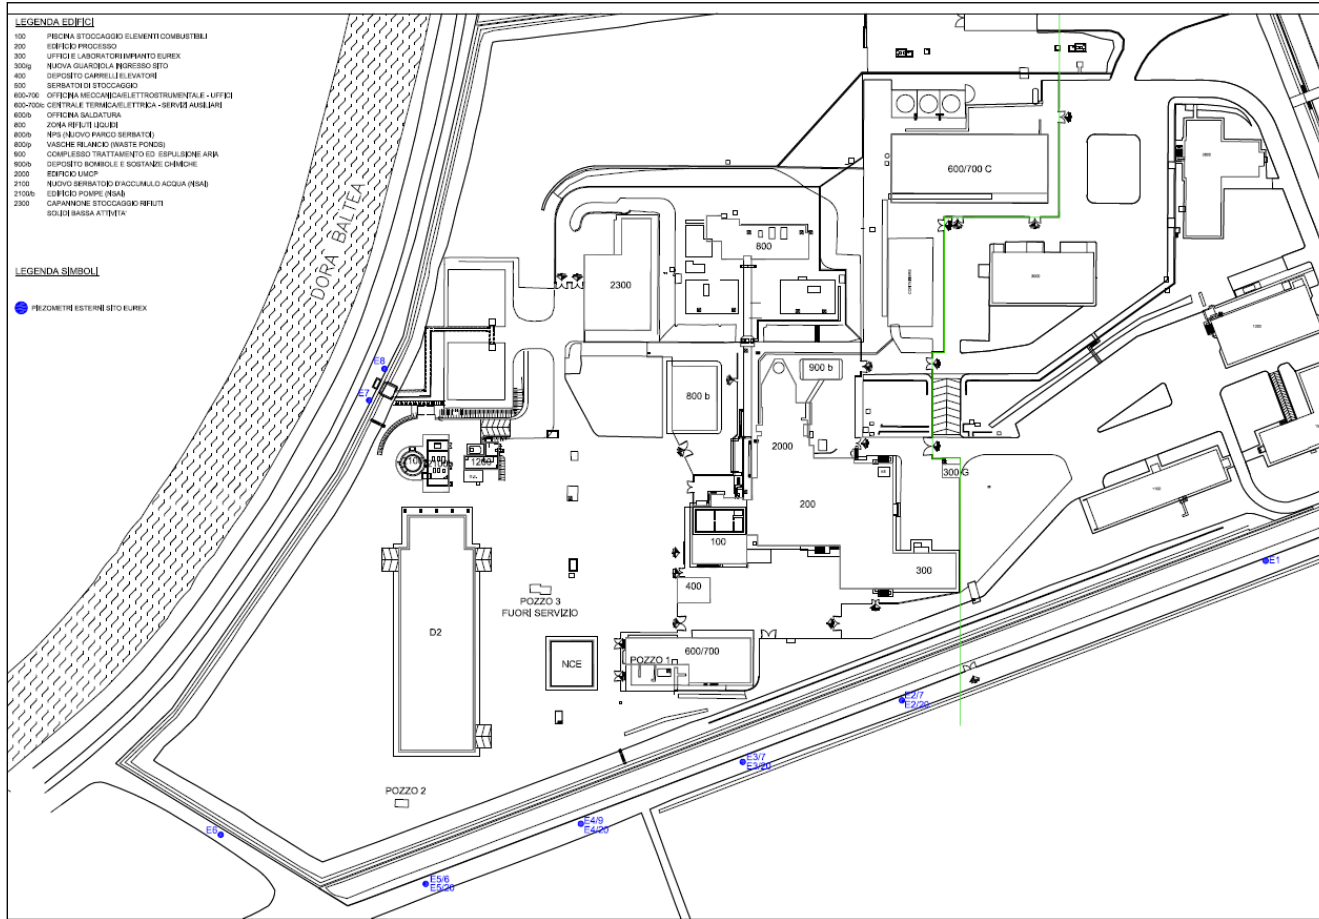 LEGENDA EDIFICI
100 PISCINA STOCCAGGIO ELEMENTI COMBUSTIBILI
200 EDIFICIO PROCESSO
300 UFFICI E LABORATORI IMPIANTO EUREX
300/g NUOVA GUARDIOLA INGRESSO SITO
400 DEPOSITO CARRELLI ELEVATORI
500 SERBATOI DI STOCCAGGIO
600-700 OFFICINA MECCANICA/ELETTROSTRUMENTALE - UFFICI
600-700/c CENTRALE TERMICA/ELETTRICA - SERVIZI AUSILIARI
600/b OFFICINA SALDATURA
800 ZONA RIFIUTI LIQUIDI
800/b NPS (NUOVO PARCO SERBATOI)
800/p VASCHE RILANCIO (WASTE PONDS)
900 COMPLESSO TRATTAMENTO ED ESPULSIONE ARIA
900/b DEPOSITO BOMBOLE E SOSTANZE CHIMICHE
2000 EDIFICIO UMCP
2100 NUOVO SERBATOIO D'ACCUMULO ACQUA (NSAI)
2100/b EDIFICIO POMPE (NSAI)
2300 CAPANNONE STOCCAGGIO RIFIUTI
SOLIDI BASSA ATTIVITA'
LEGENDA SIMBOLI
PIEZOMETRI ESTERNI SITO EUREX
DORA BALTEA
600/700 C
800
2300
E8
E7
900 b
800 b
2000
1200
300 G
200
100
300
400
E1
POZZO 3
FUORI SERVIZIO
D2
NCE
600/700
POZZO 1
E2/7
E2/20
E3/7
E3/20
POZZO 2
E4/9
E4/20
E6
E5/6
E5/20